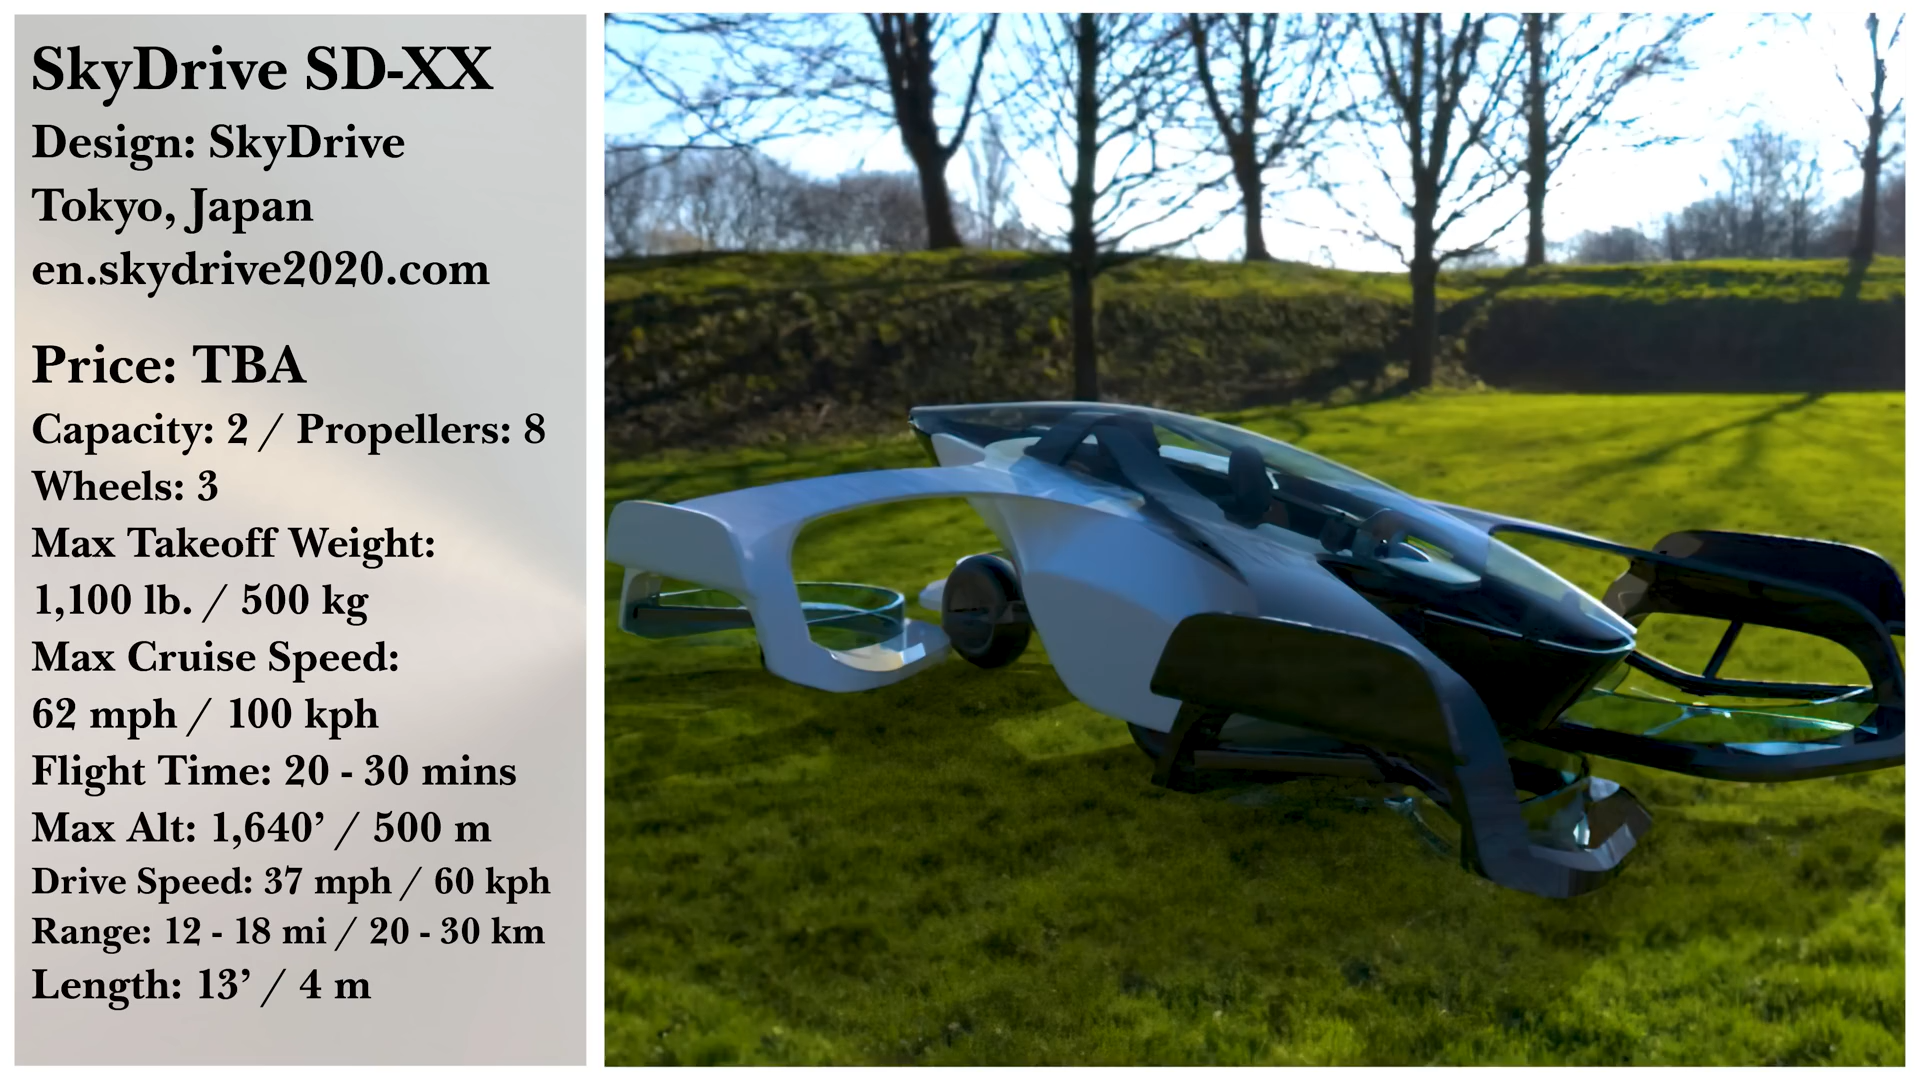 SkyDrive SD-XX
Design: SkyDrive
Tokyo, Japan
en.skydrive2020.com
Price: TBA
Capacity: 2 / Propellers: 8
Wheels: 3
Max Takeoff Weight:
1,100 lb. / 500 kg
Max Cruise Speed:
62 mph / 100 kph
Flight Time: 20 - 30 mins
Max Alt: 1,640’ / 500 m
Drive Speed: 37 mph / 60 kph
Range: 12 - 18 mi / 20 - 30 km
Length: 13’ / 4 m